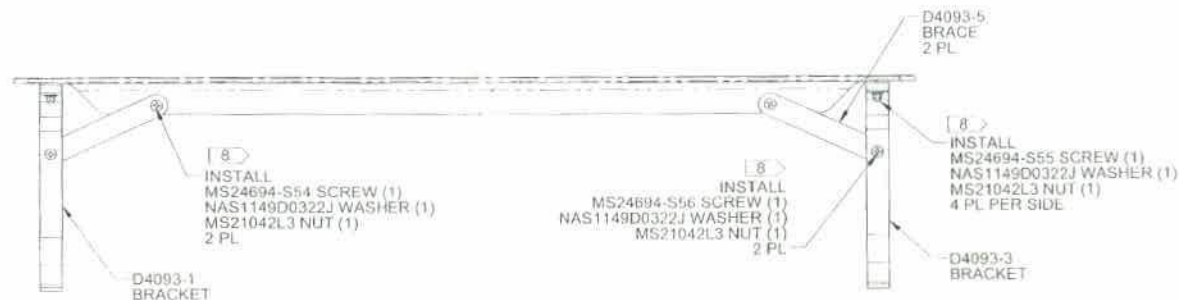 D4093-5
BRACE
2 PL
8
INSTALL
MS24694-S54 SCREW (1)
NAS1149D0322J WASHER (1)
MS21042L3 NUT (1)
2 PL
8
INSTALL
MS24694-S56 SCREW (1)
NAS1149D0322J WASHER (1)
MS21042L3 NUT (1)
2 PL
8
INSTALL
MS24694-S55 SCREW (1)
NAS1149D0322J WASHER (1)
MS21042L3 NUT (1)
4 PL PER SIDE
D4093-1
BRACKET
D4093-3
BRACKET